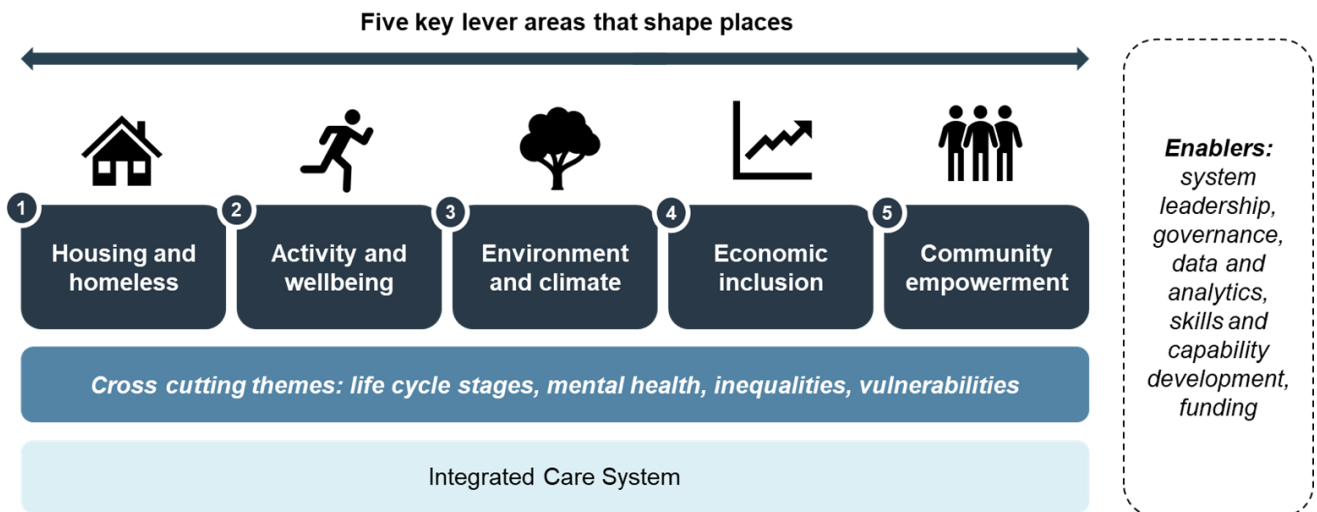 Five key lever areas that shape places
1
Housing and
homeless
2
Activity and
wellbeing
3
Environment
and climate
4
Economic
inclusion
5
Community
empowerment
Cross cutting themes: life cycle stages, mental health, inequalities, vulnerabilities
Integrated Care System
Enablers:
system
leadership,
governance,
data and
analytics,
skills and
capability
development,
funding